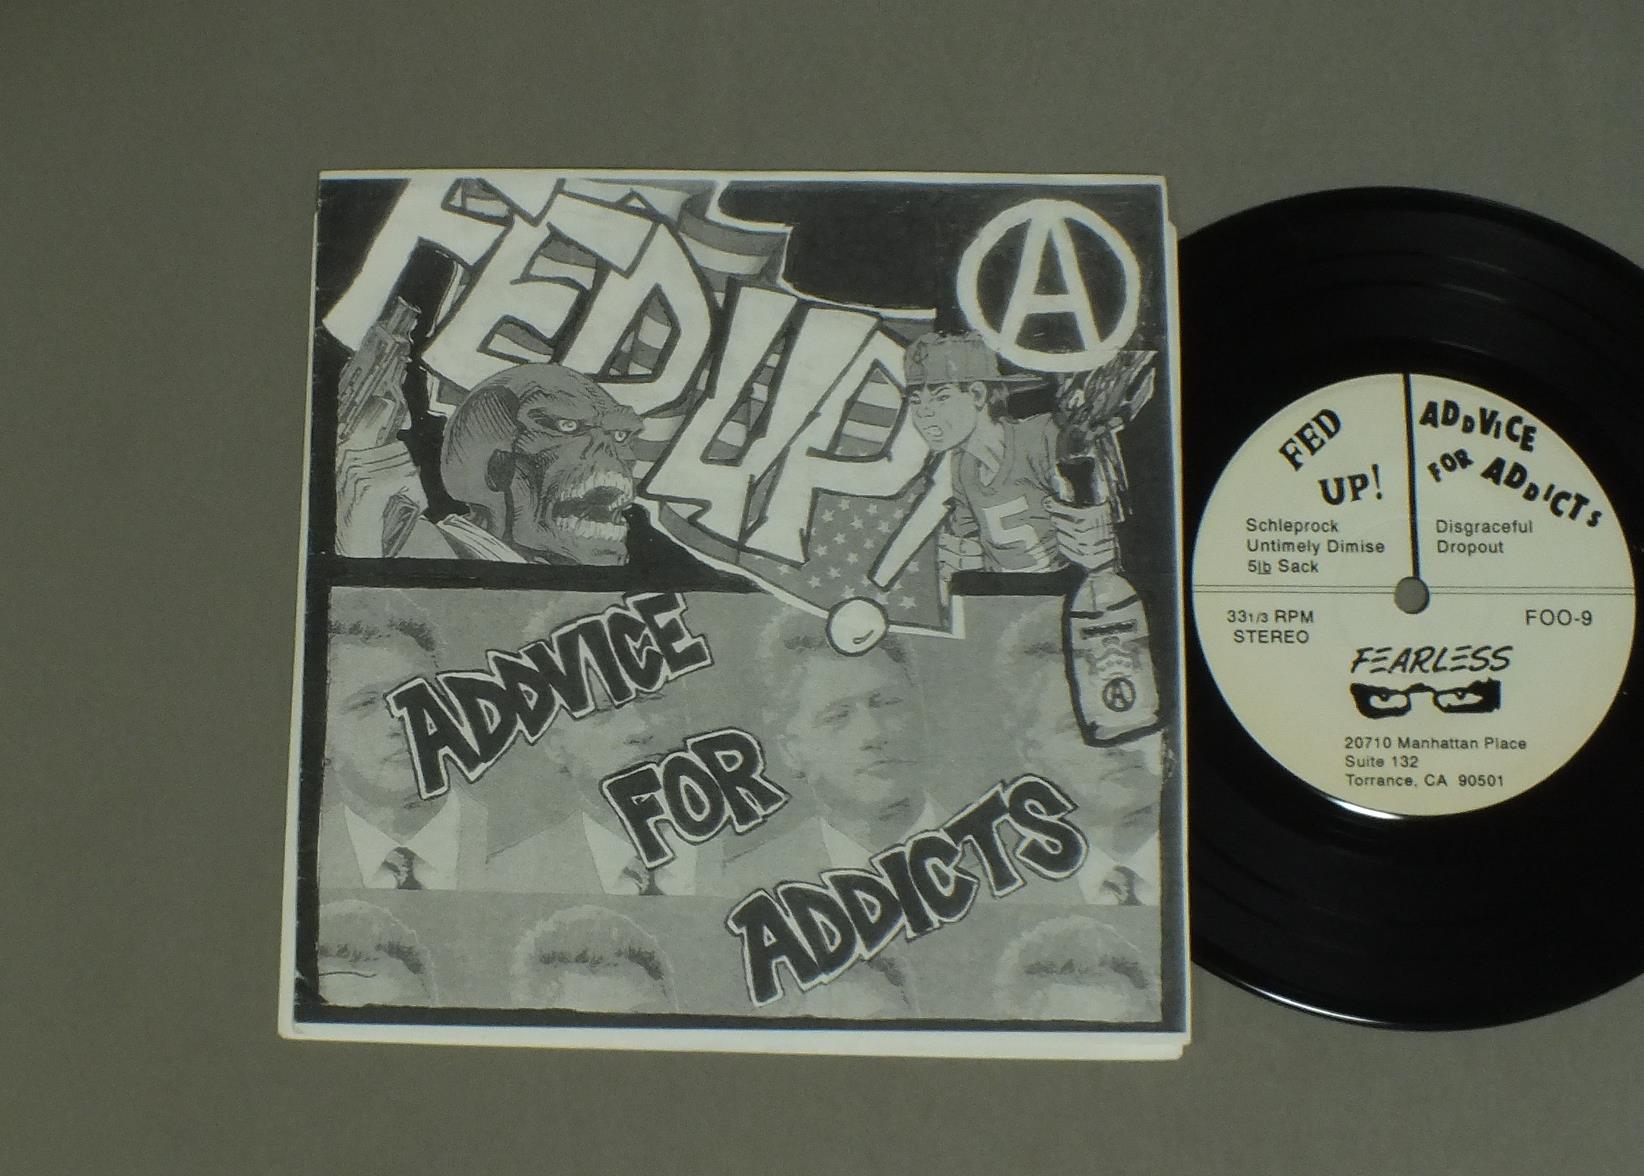 FED UP!
A
5
ADDVICE
FOR
ADDICTS
A
FED
UP!
ADDVICE
FOR ADDICTS
Schleprock
Untimely Dimise
5lb Sack
Disgraceful
Dropout
33 1/3 RPM
STEREO
FOO-9
FEARLESS
20710 Manhattan Place
Suite 132
Torrance, CA 90501